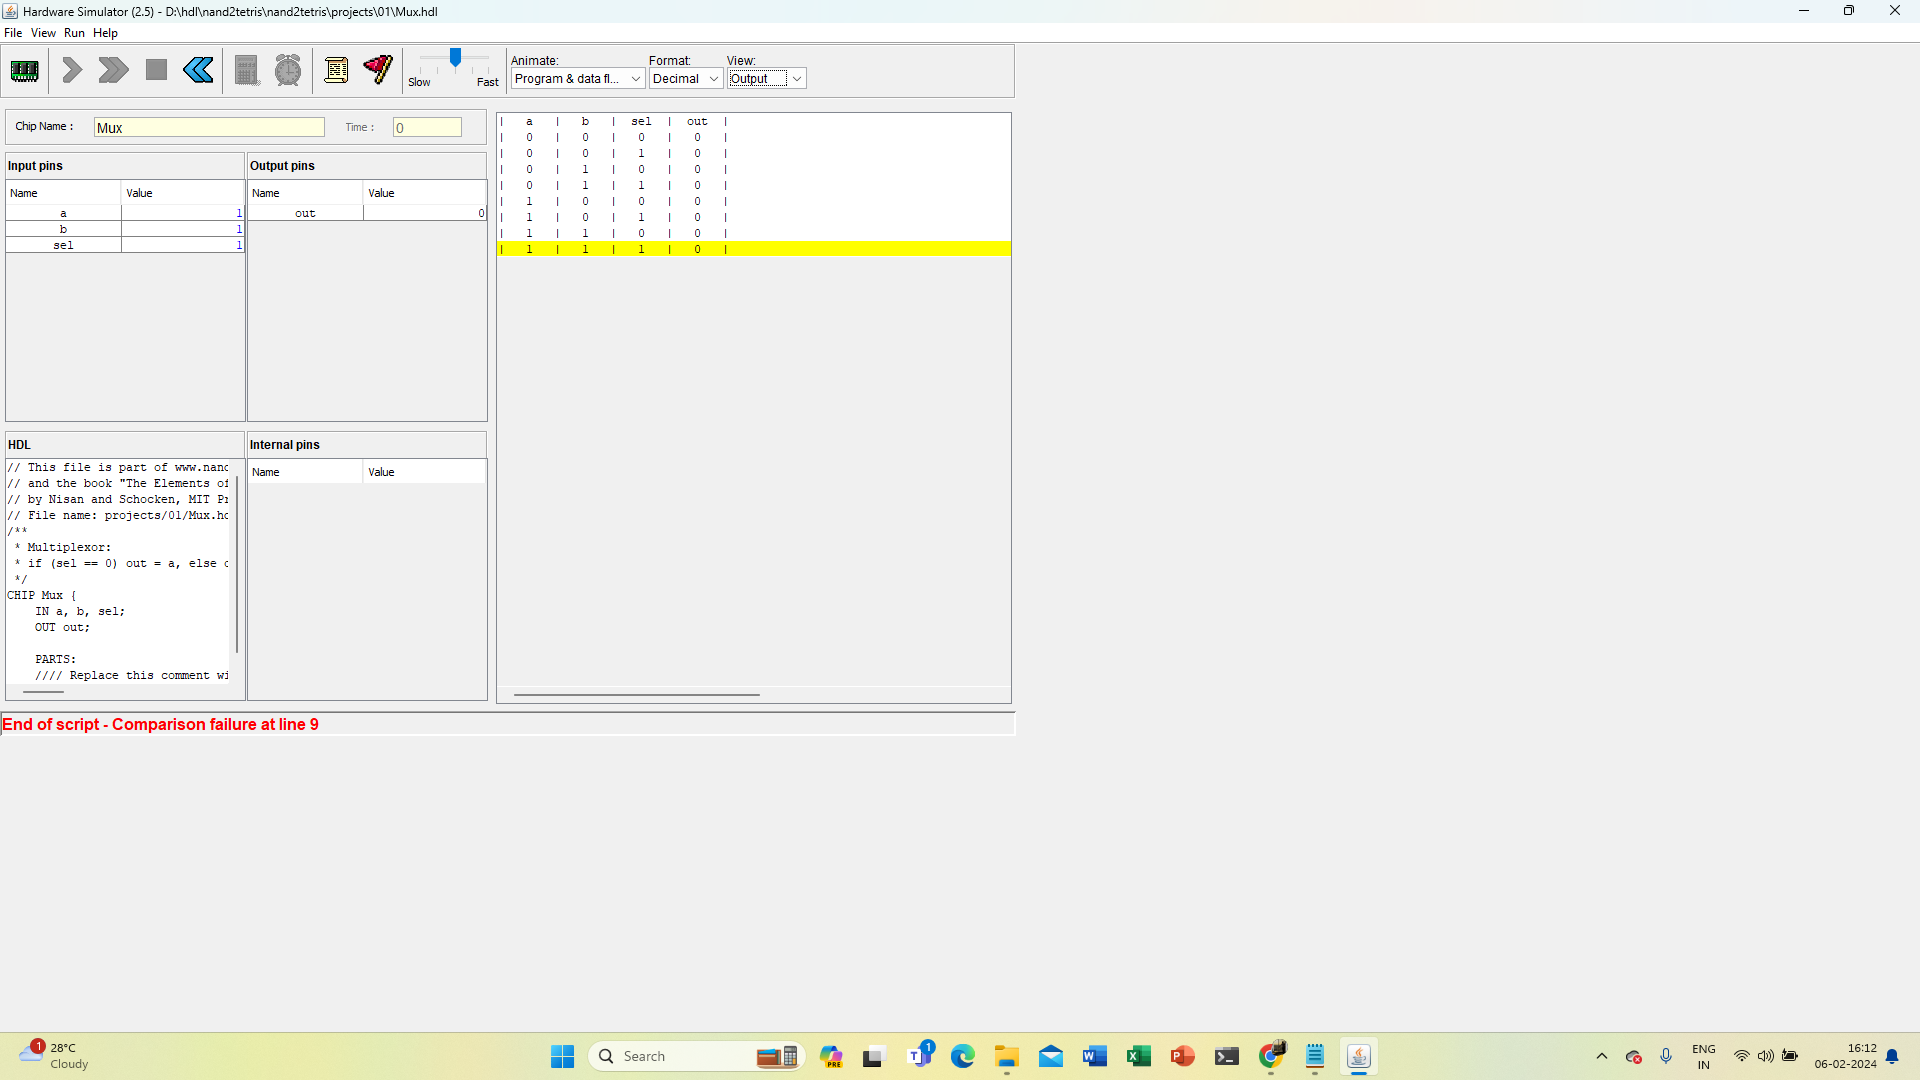 Hardware Simulator (2.5) - D:\hdl\nand2tetris\nand2tetris\projects\01\Mux.hdl
File View Run Help
Animate: Format: View:
Slow Fast Program & data fl... Decimal Output
Chip Name : Mux Time : 0
Input pins Output pins
Name Value Name Value
a 1 out 0
b 1
sel 1
| a | b | sel | out |
| 0 | 0 | 0 | 0 |
| 0 | 0 | 1 | 0 |
| 0 | 1 | 0 | 0 |
| 0 | 1 | 1 | 0 |
| 1 | 0 | 0 | 0 |
| 1 | 0 | 1 | 0 |
| 1 | 1 | 0 | 0 |
| 1 | 1 | 1 | 0 |
HDL Internal pins
Name Value
// This file is part of www.nand
// and the book "The Elements of
// by Nisan and Schocken, MIT Pr
// File name: projects/01/Mux.hd
/**
* Multiplexor:
* if (sel == 0) out = a, else o
*/
CHIP Mux {
IN a, b, sel;
OUT out;
PARTS:
//// Replace this comment wi
End of script - Comparison failure at line 9
1 28°C
Cloudy
Search
PRE
1
ENG
IN
16:12
06-02-2024